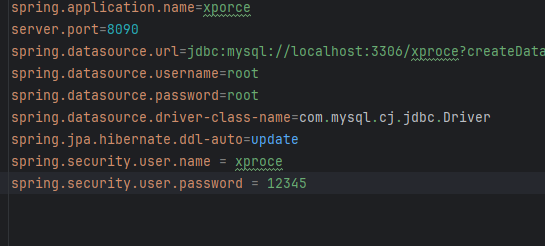 spring.application.name=xporce
server.port=8090
spring.datasource.url=jdbc:mysql://localhost:3306/xproce?createData
spring.datasource.username=root
spring.datasource.password=root
spring.datasource.driver-class-name=com.mysql.cj.jdbc.Driver
spring.jpa.hibernate.ddl-auto=update
spring.security.user.name = xproce
spring.security.user.password = 12345